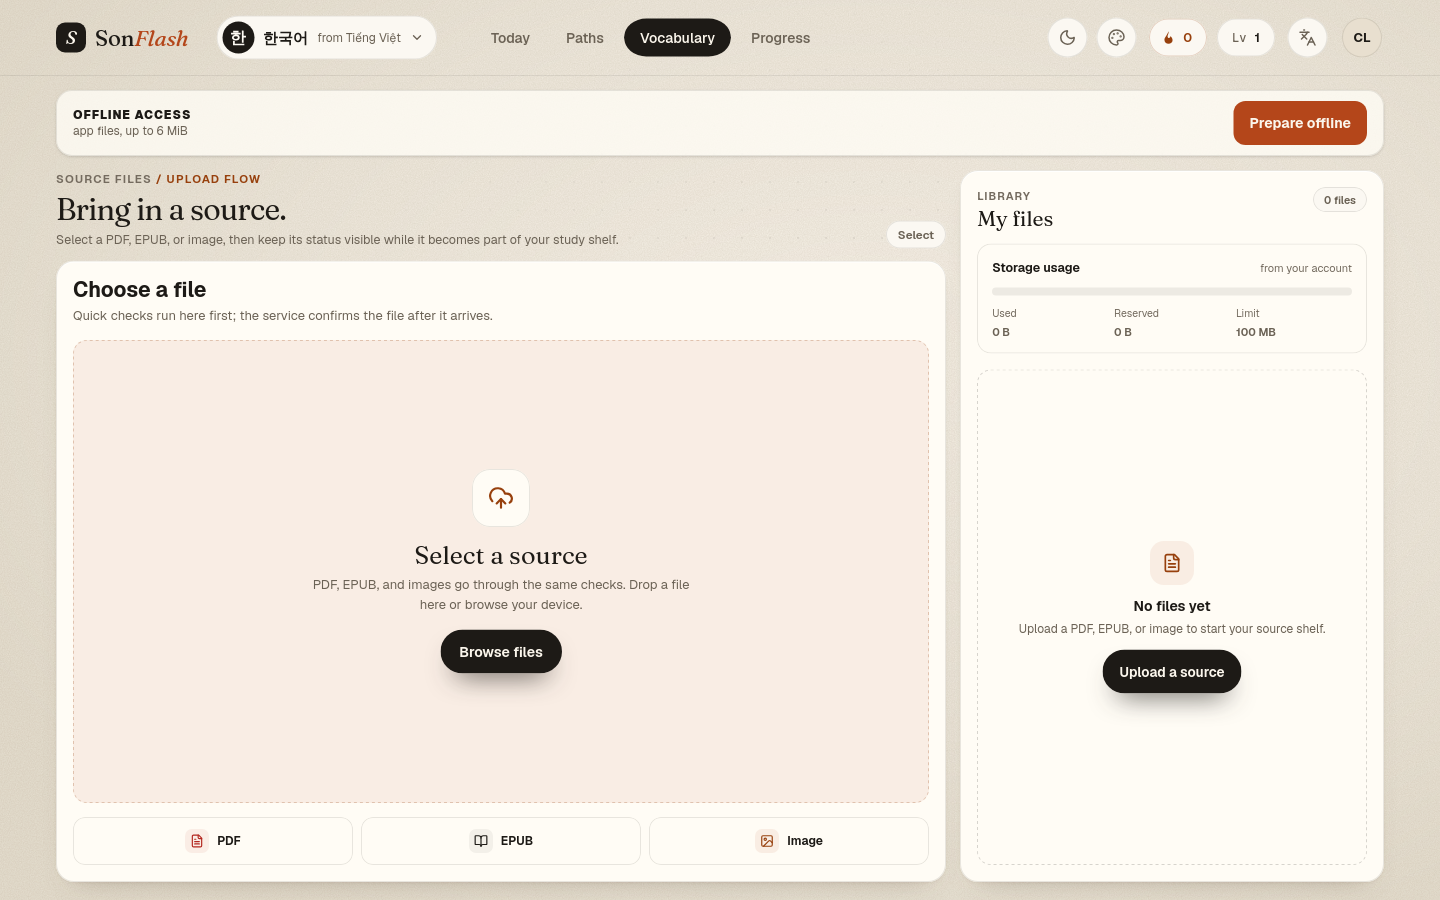 S SonFlash
한 한국어 from Tiếng Việt
Today
Paths
Vocabulary
Progress
0
Lv 1
CL
OFFLINE ACCESS
app files, up to 6 MiB
Prepare offline
SOURCE FILES / UPLOAD FLOW
Bring in a source.
Select a PDF, EPUB, or image, then keep its status visible while it becomes part of your study shelf.
Select
Choose a file
Quick checks run here first; the service confirms the file after it arrives.
Select a source
PDF, EPUB, and images go through the same checks. Drop a file
here or browse your device.
Browse files
PDF
EPUB
Image
LIBRARY
My files
0 files
Storage usage
from your account
Used
Reserved
Limit
0 B
0 B
100 MB
No files yet
Upload a PDF, EPUB, or image to start your source shelf.
Upload a source